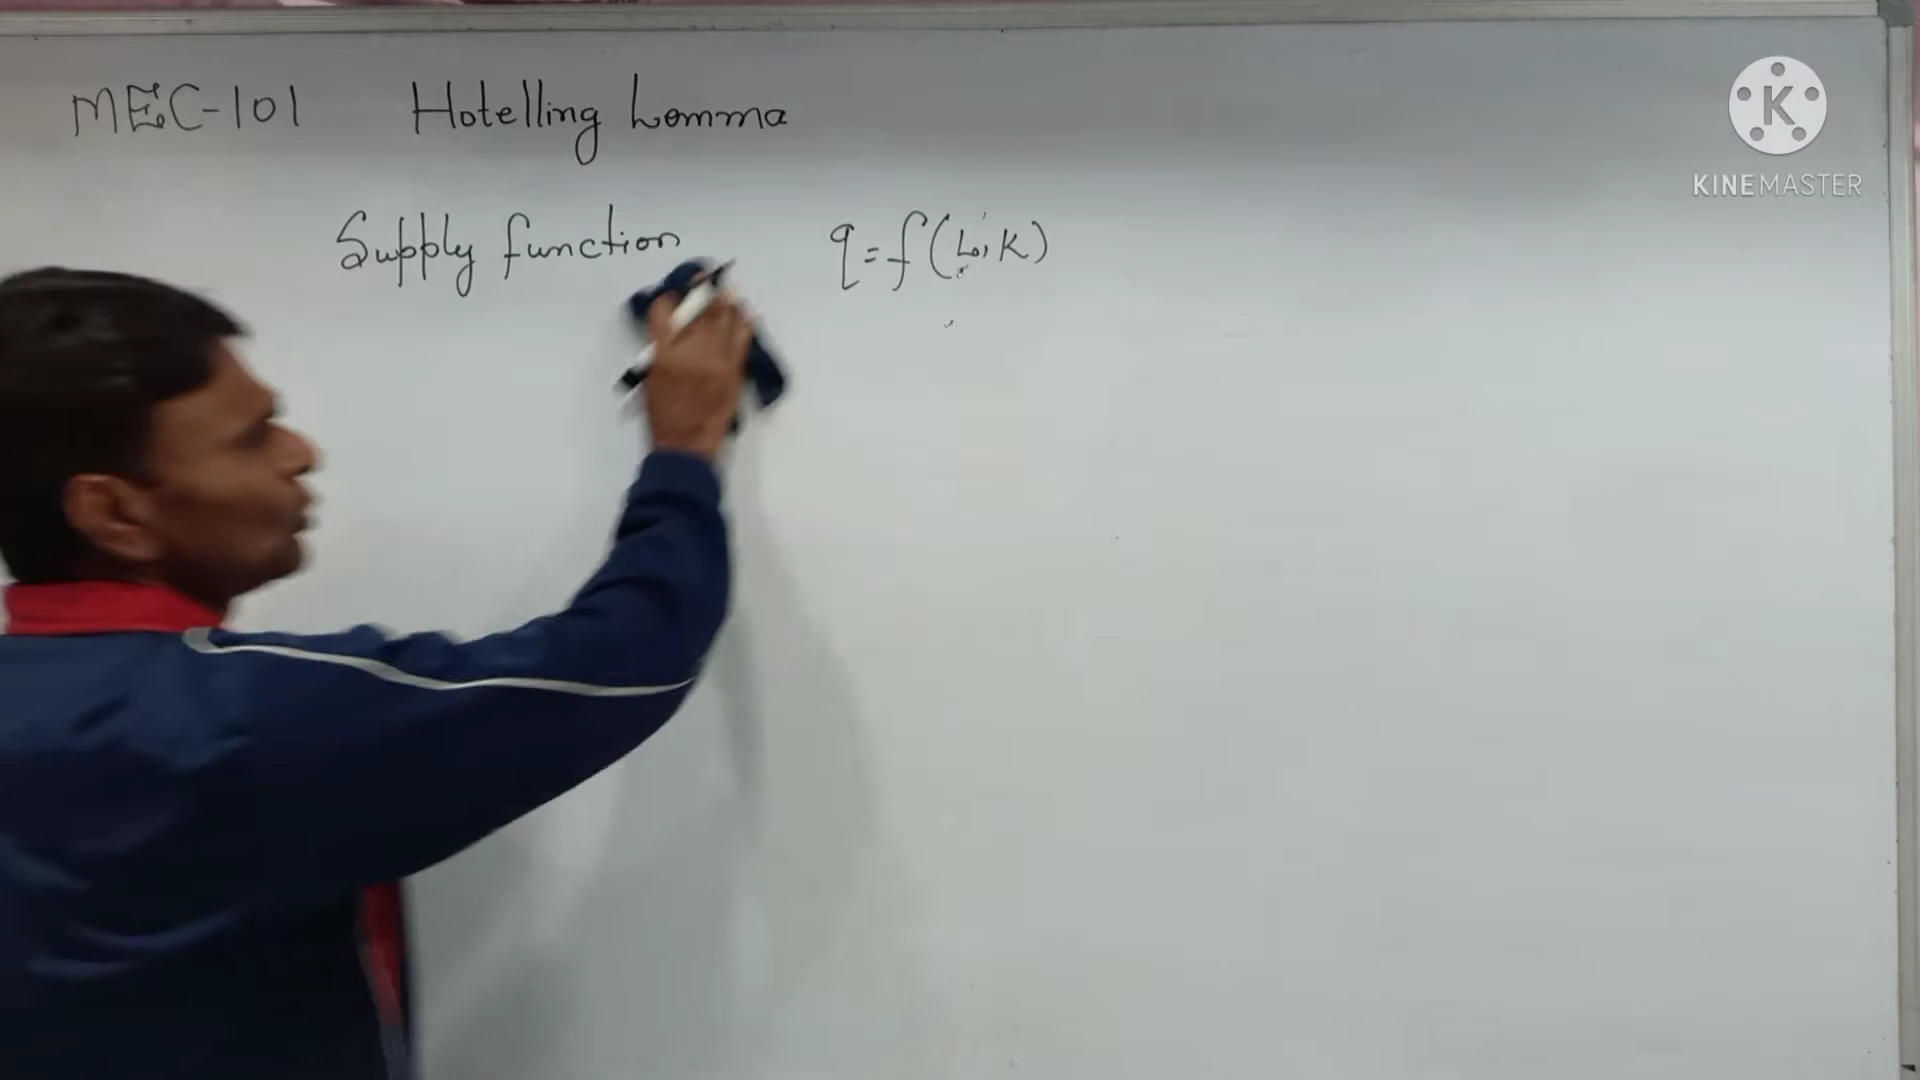 MEC-101 Hotelling Lemma
K
KINEMASTER
Supply function q = f(L, K)